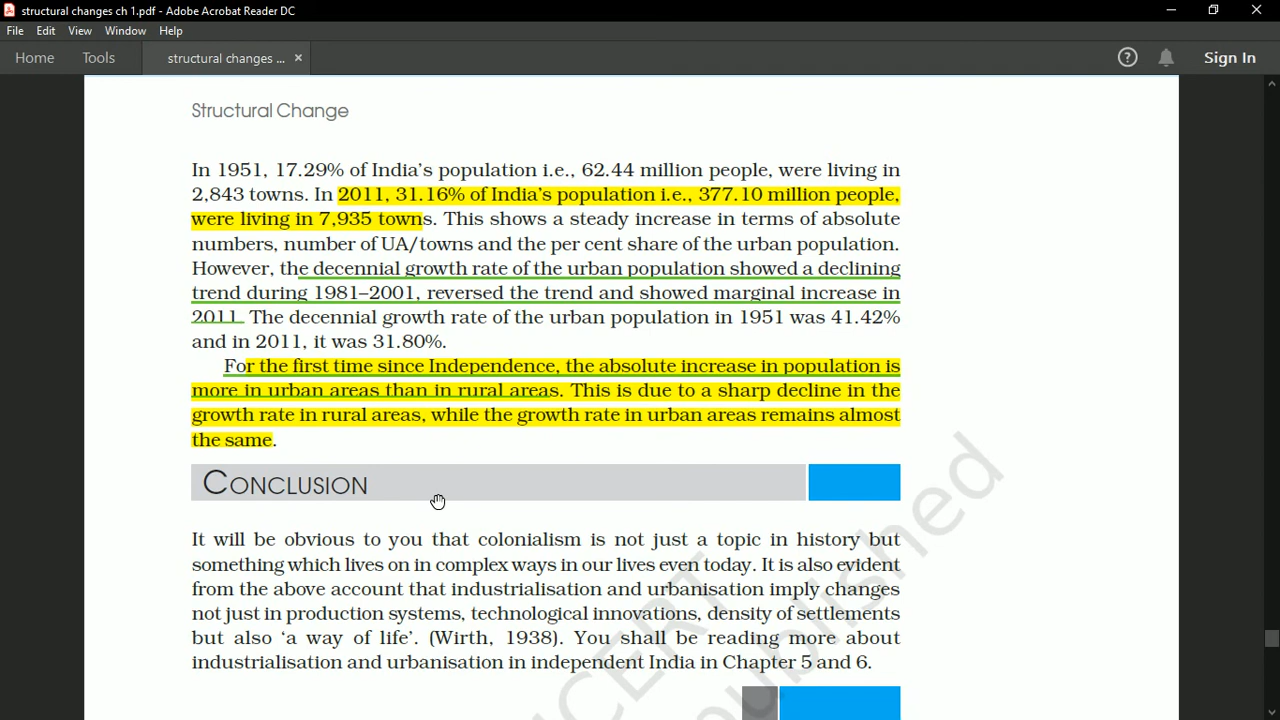 structural changes ch 1.pdf - Adobe Acrobat Reader DC
File Edit View Window Help
Home Tools structural changes ... × Sign In
Structural Change
In 1951, 17.29% of India's population i.e., 62.44 million people, were living in
2,843 towns. In 2011, 31.16% of India's population i.e., 377.10 million people,
were living in 7,935 towns. This shows a steady increase in terms of absolute
numbers, number of UA/towns and the per cent share of the urban population.
However, the decennial growth rate of the urban population showed a declining
trend during 1981–2001, reversed the trend and showed marginal increase in
2011. The decennial growth rate of the urban population in 1951 was 41.42%
and in 2011, it was 31.80%.
For the first time since Independence, the absolute increase in population is
more in urban areas than in rural areas. This is due to a sharp decline in the
growth rate in rural areas, while the growth rate in urban areas remains almost
the same.
CONCLUSION
It will be obvious to you that colonialism is not just a topic in history but
something which lives on in complex ways in our lives even today. It is also evident
from the above account that industrialisation and urbanisation imply changes
not just in production systems, technological innovations, density of settlements
but also 'a way of life'. (Wirth, 1938). You shall be reading more about
industrialisation and urbanisation in independent India in Chapter 5 and 6.
NCERT
published